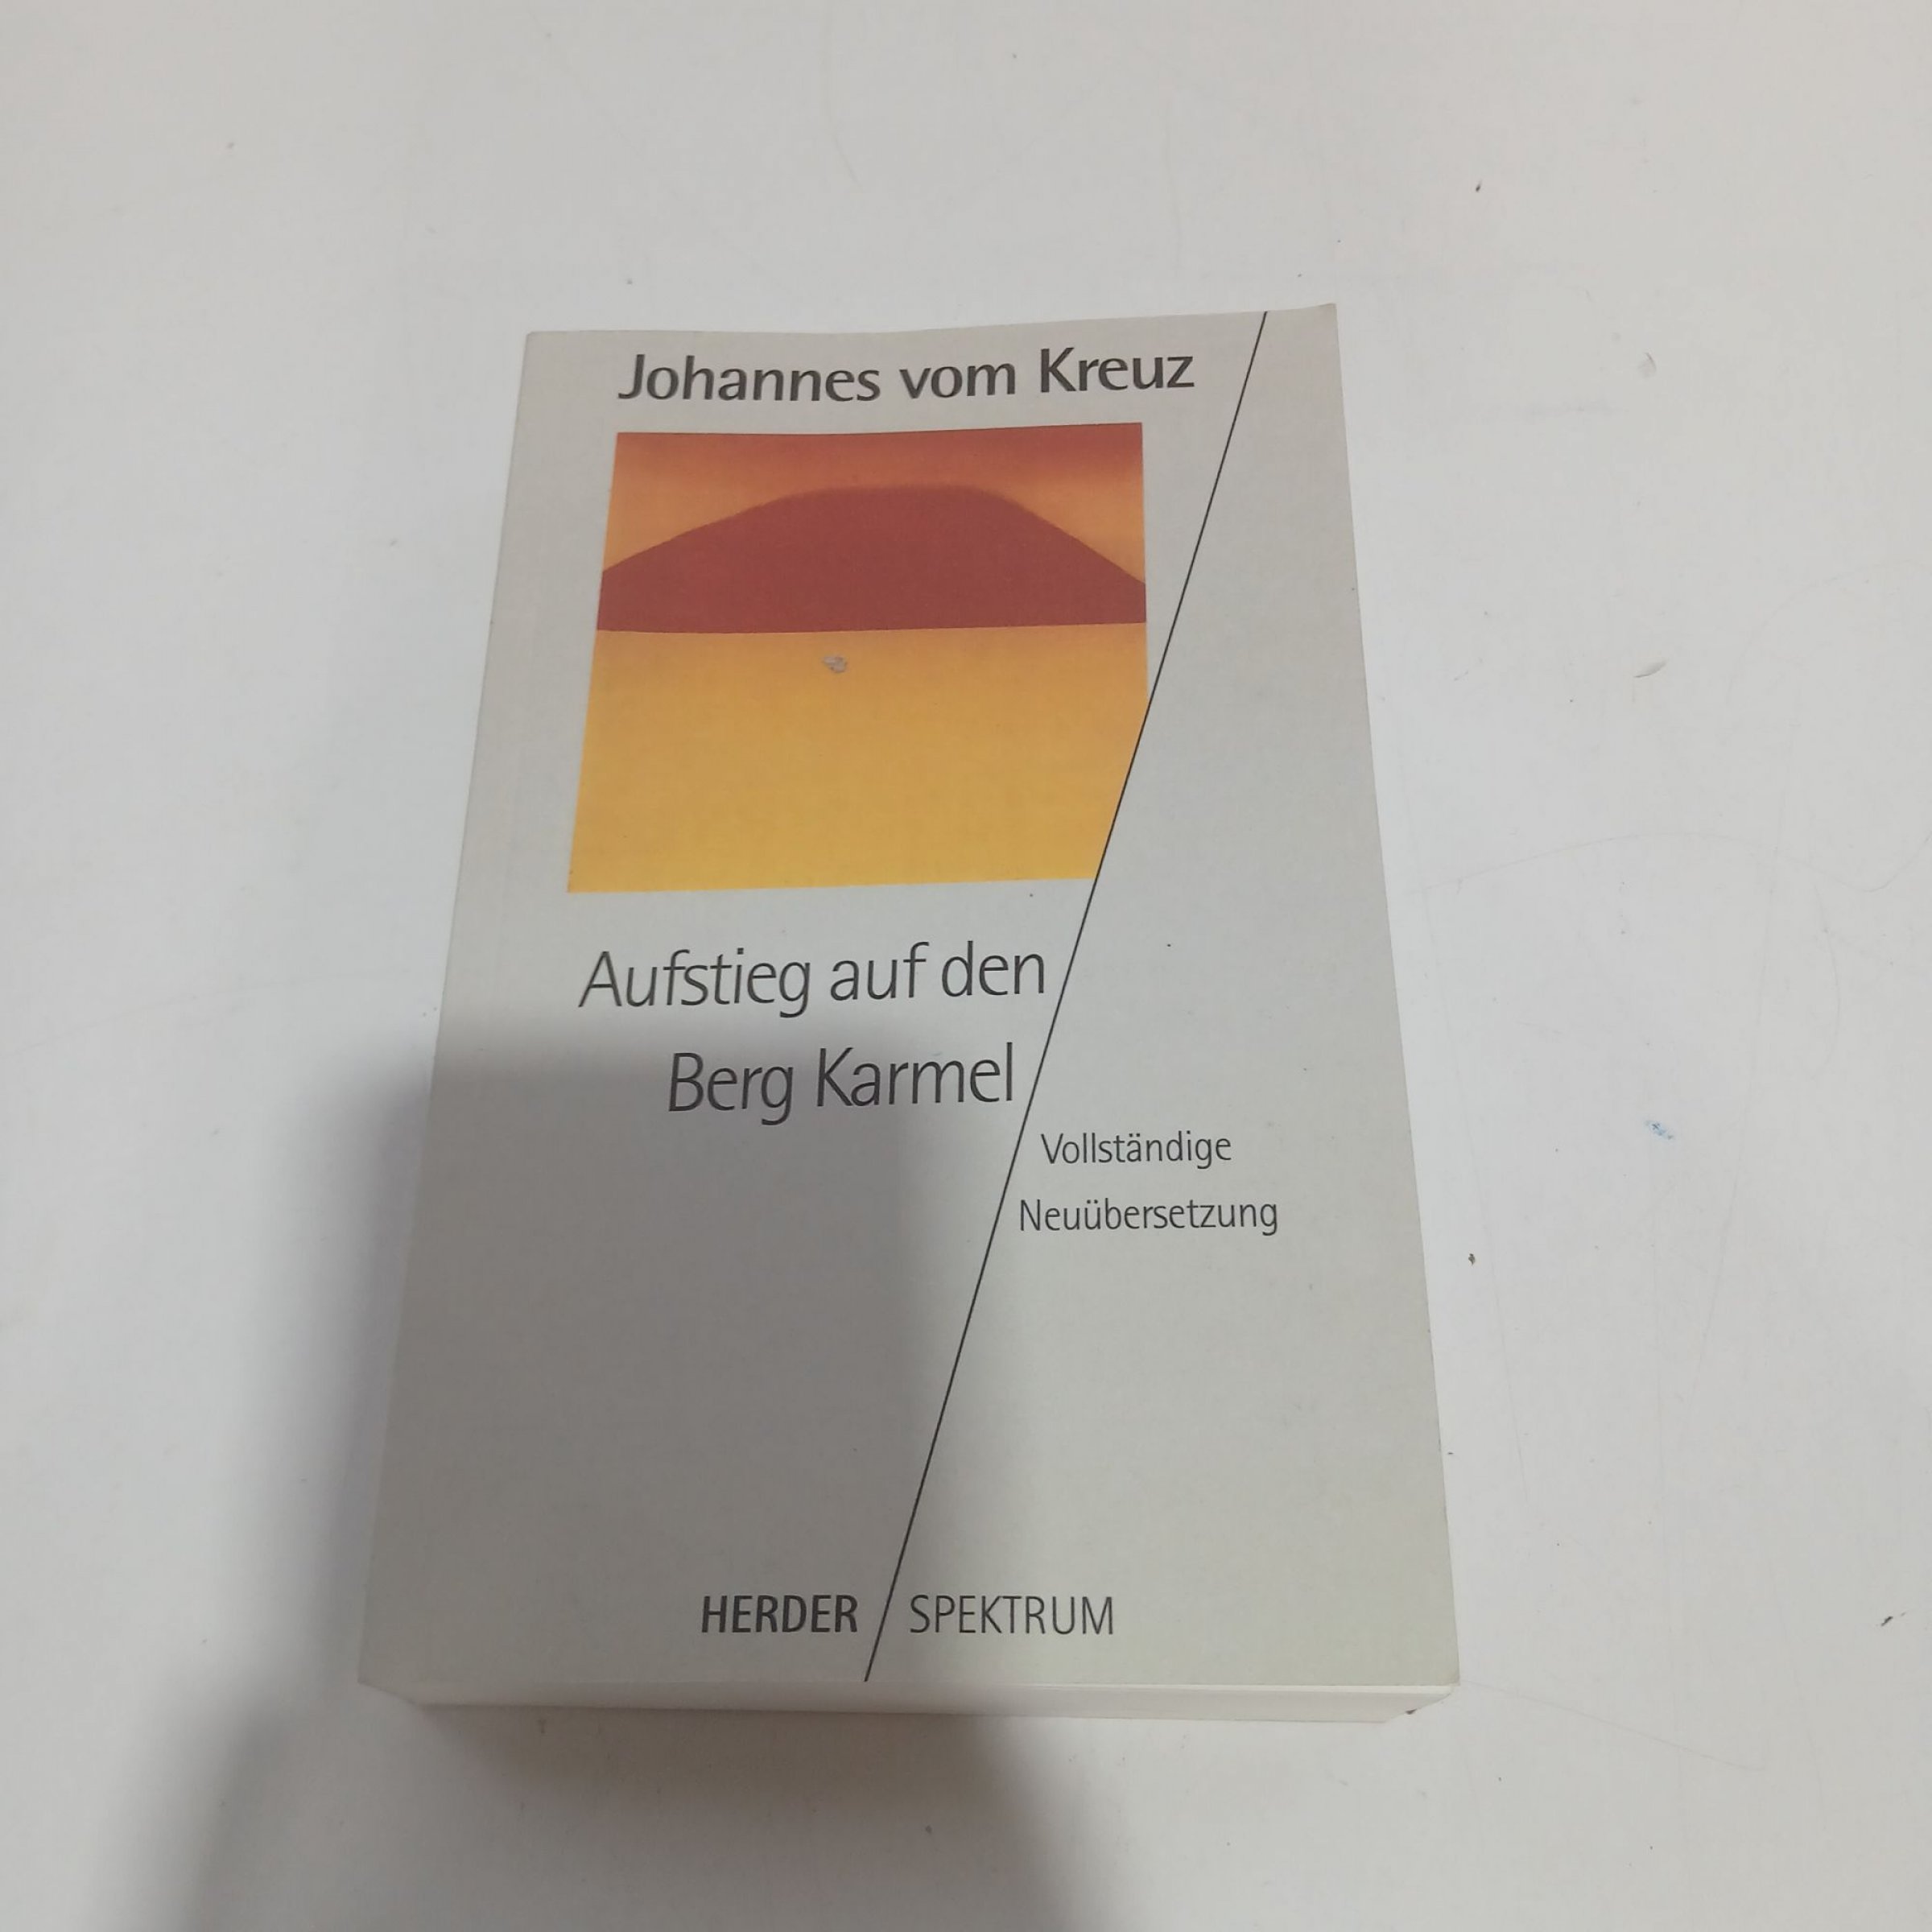 Johannes vom Kreuz
Aufstieg auf den
Berg Karmel
Vollständige
Neuübersetzung
HERDER / SPEKTRUM